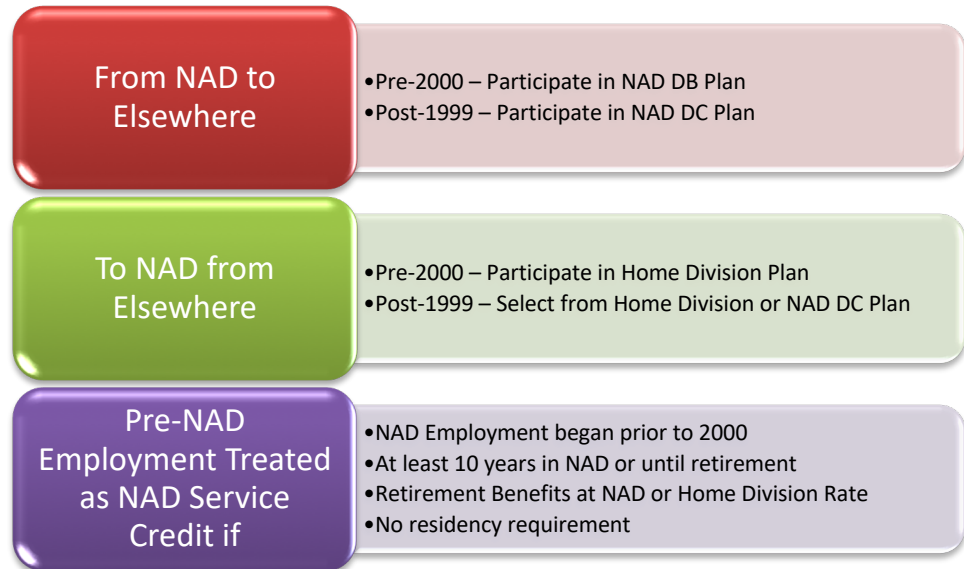 From NAD to
Elsewhere
•Pre-2000 – Participate in NAD DB Plan
•Post-1999 – Participate in NAD DC Plan
To NAD from
Elsewhere
•Pre-2000 – Participate in Home Division Plan
•Post-1999 – Select from Home Division or NAD DC Plan
Pre-NAD
Employment Treated
as NAD Service
Credit if
•NAD Employment began prior to 2000
•At least 10 years in NAD or until retirement
•Retirement Benefits at NAD or Home Division Rate
•No residency requirement